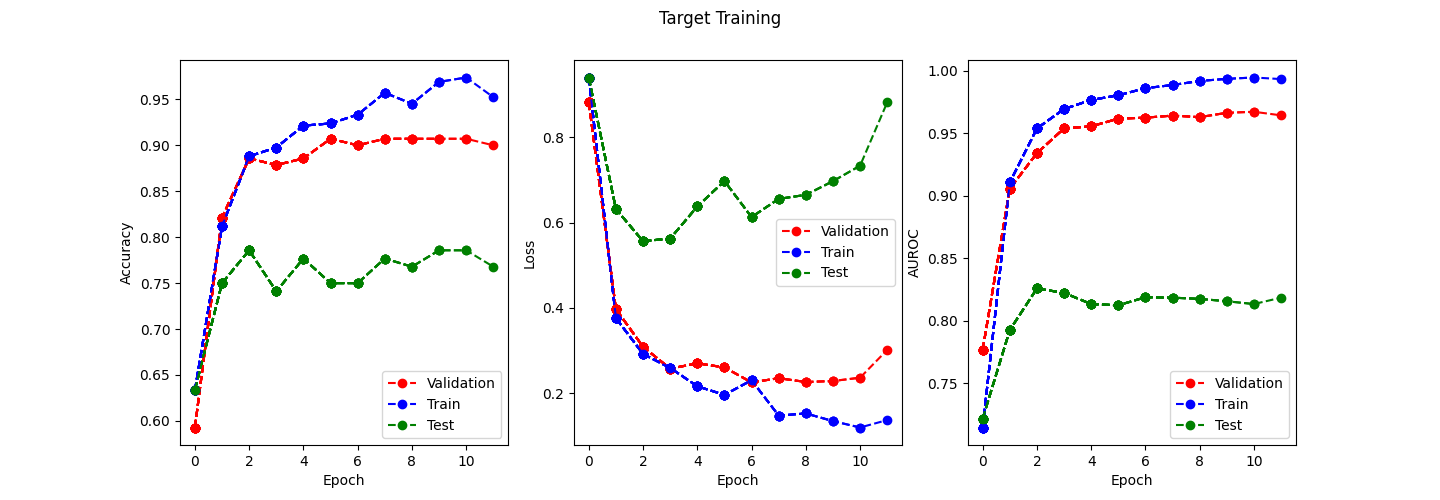 Target Training
Accuracy
0.95
0.90
0.85
0.80
0.75
0.70
0.65
0.60
Validation
Train
Test
0 2 4 6 8 10
Epoch
Loss
0.8
0.6
0.4
0.2
Validation
Train
Test
0 2 4 6 8 10
Epoch
AUROC
1.00
0.95
0.90
0.85
0.80
0.75
Validation
Train
Test
0 2 4 6 8 10
Epoch